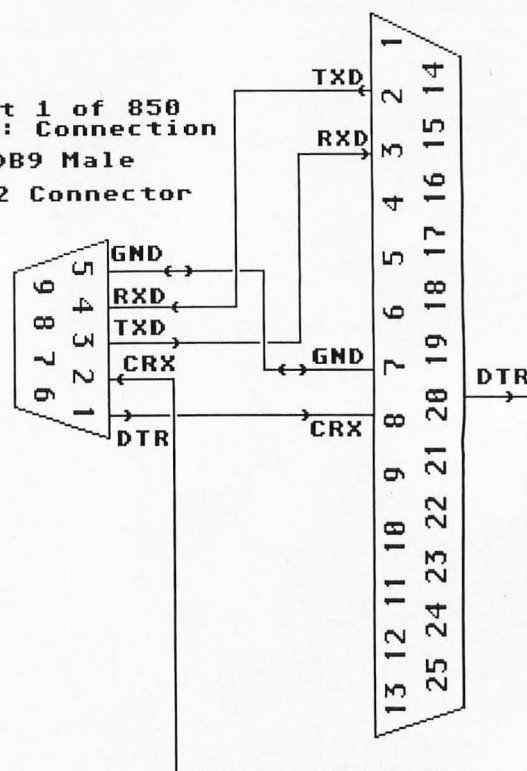 t 1 of 850
: Connection
DB9 Male
2 Connector
TXD
RXD
GND
RXD
TXD
CRX
DTR
GND
CRX
DTR
5 4 3 2 1
9 8 7 6
1 2 3 4 5 6 7 8 9 10 11 12 13
14 15 16 17 18 19 20 21 22 23 24 25